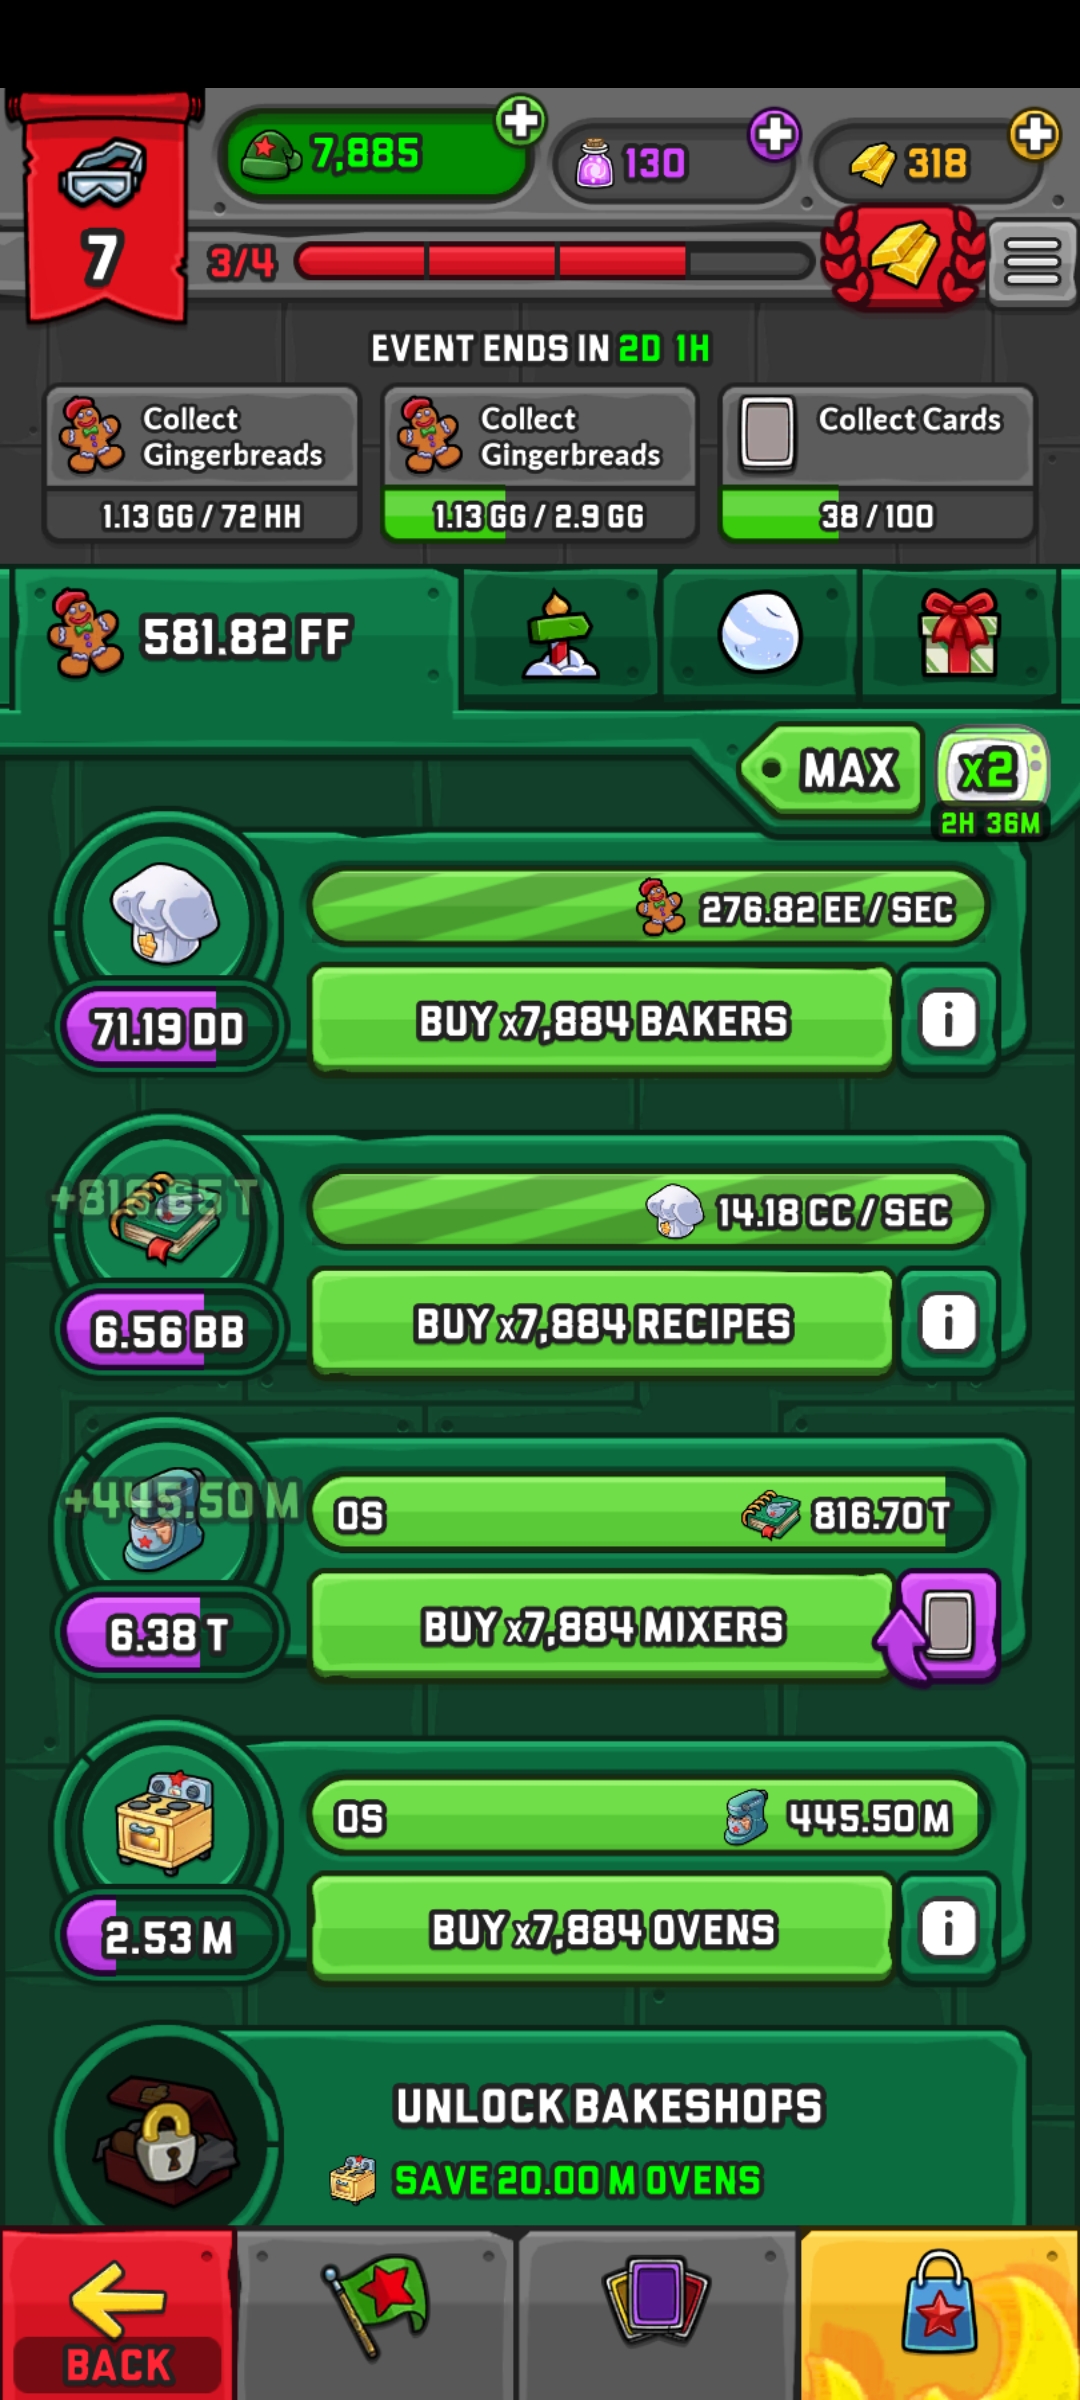 7,885
130
318
7
3/4
EVENT ENDS IN 2D 1H
Collect
Gingerbreads
1.13 GG / 72 HH
Collect
Gingerbreads
1.13 GG / 2.9 GG
Collect Cards
38 / 100
581.82 FF
MAX
x2
2H 36M
276.82 EE / SEC
71.19 DD
BUY x7,884 BAKERS
i
+816.65 T
14.18 CC / SEC
6.56 BB
BUY x7,884 RECIPES
i
+445.50 M
0S
816.70 T
6.38 T
BUY x7,884 MIXERS
0S
445.50 M
2.53 M
BUY x7,884 OVENS
i
UNLOCK BAKESHOPS
SAVE 20.00 M OVENS
BACK